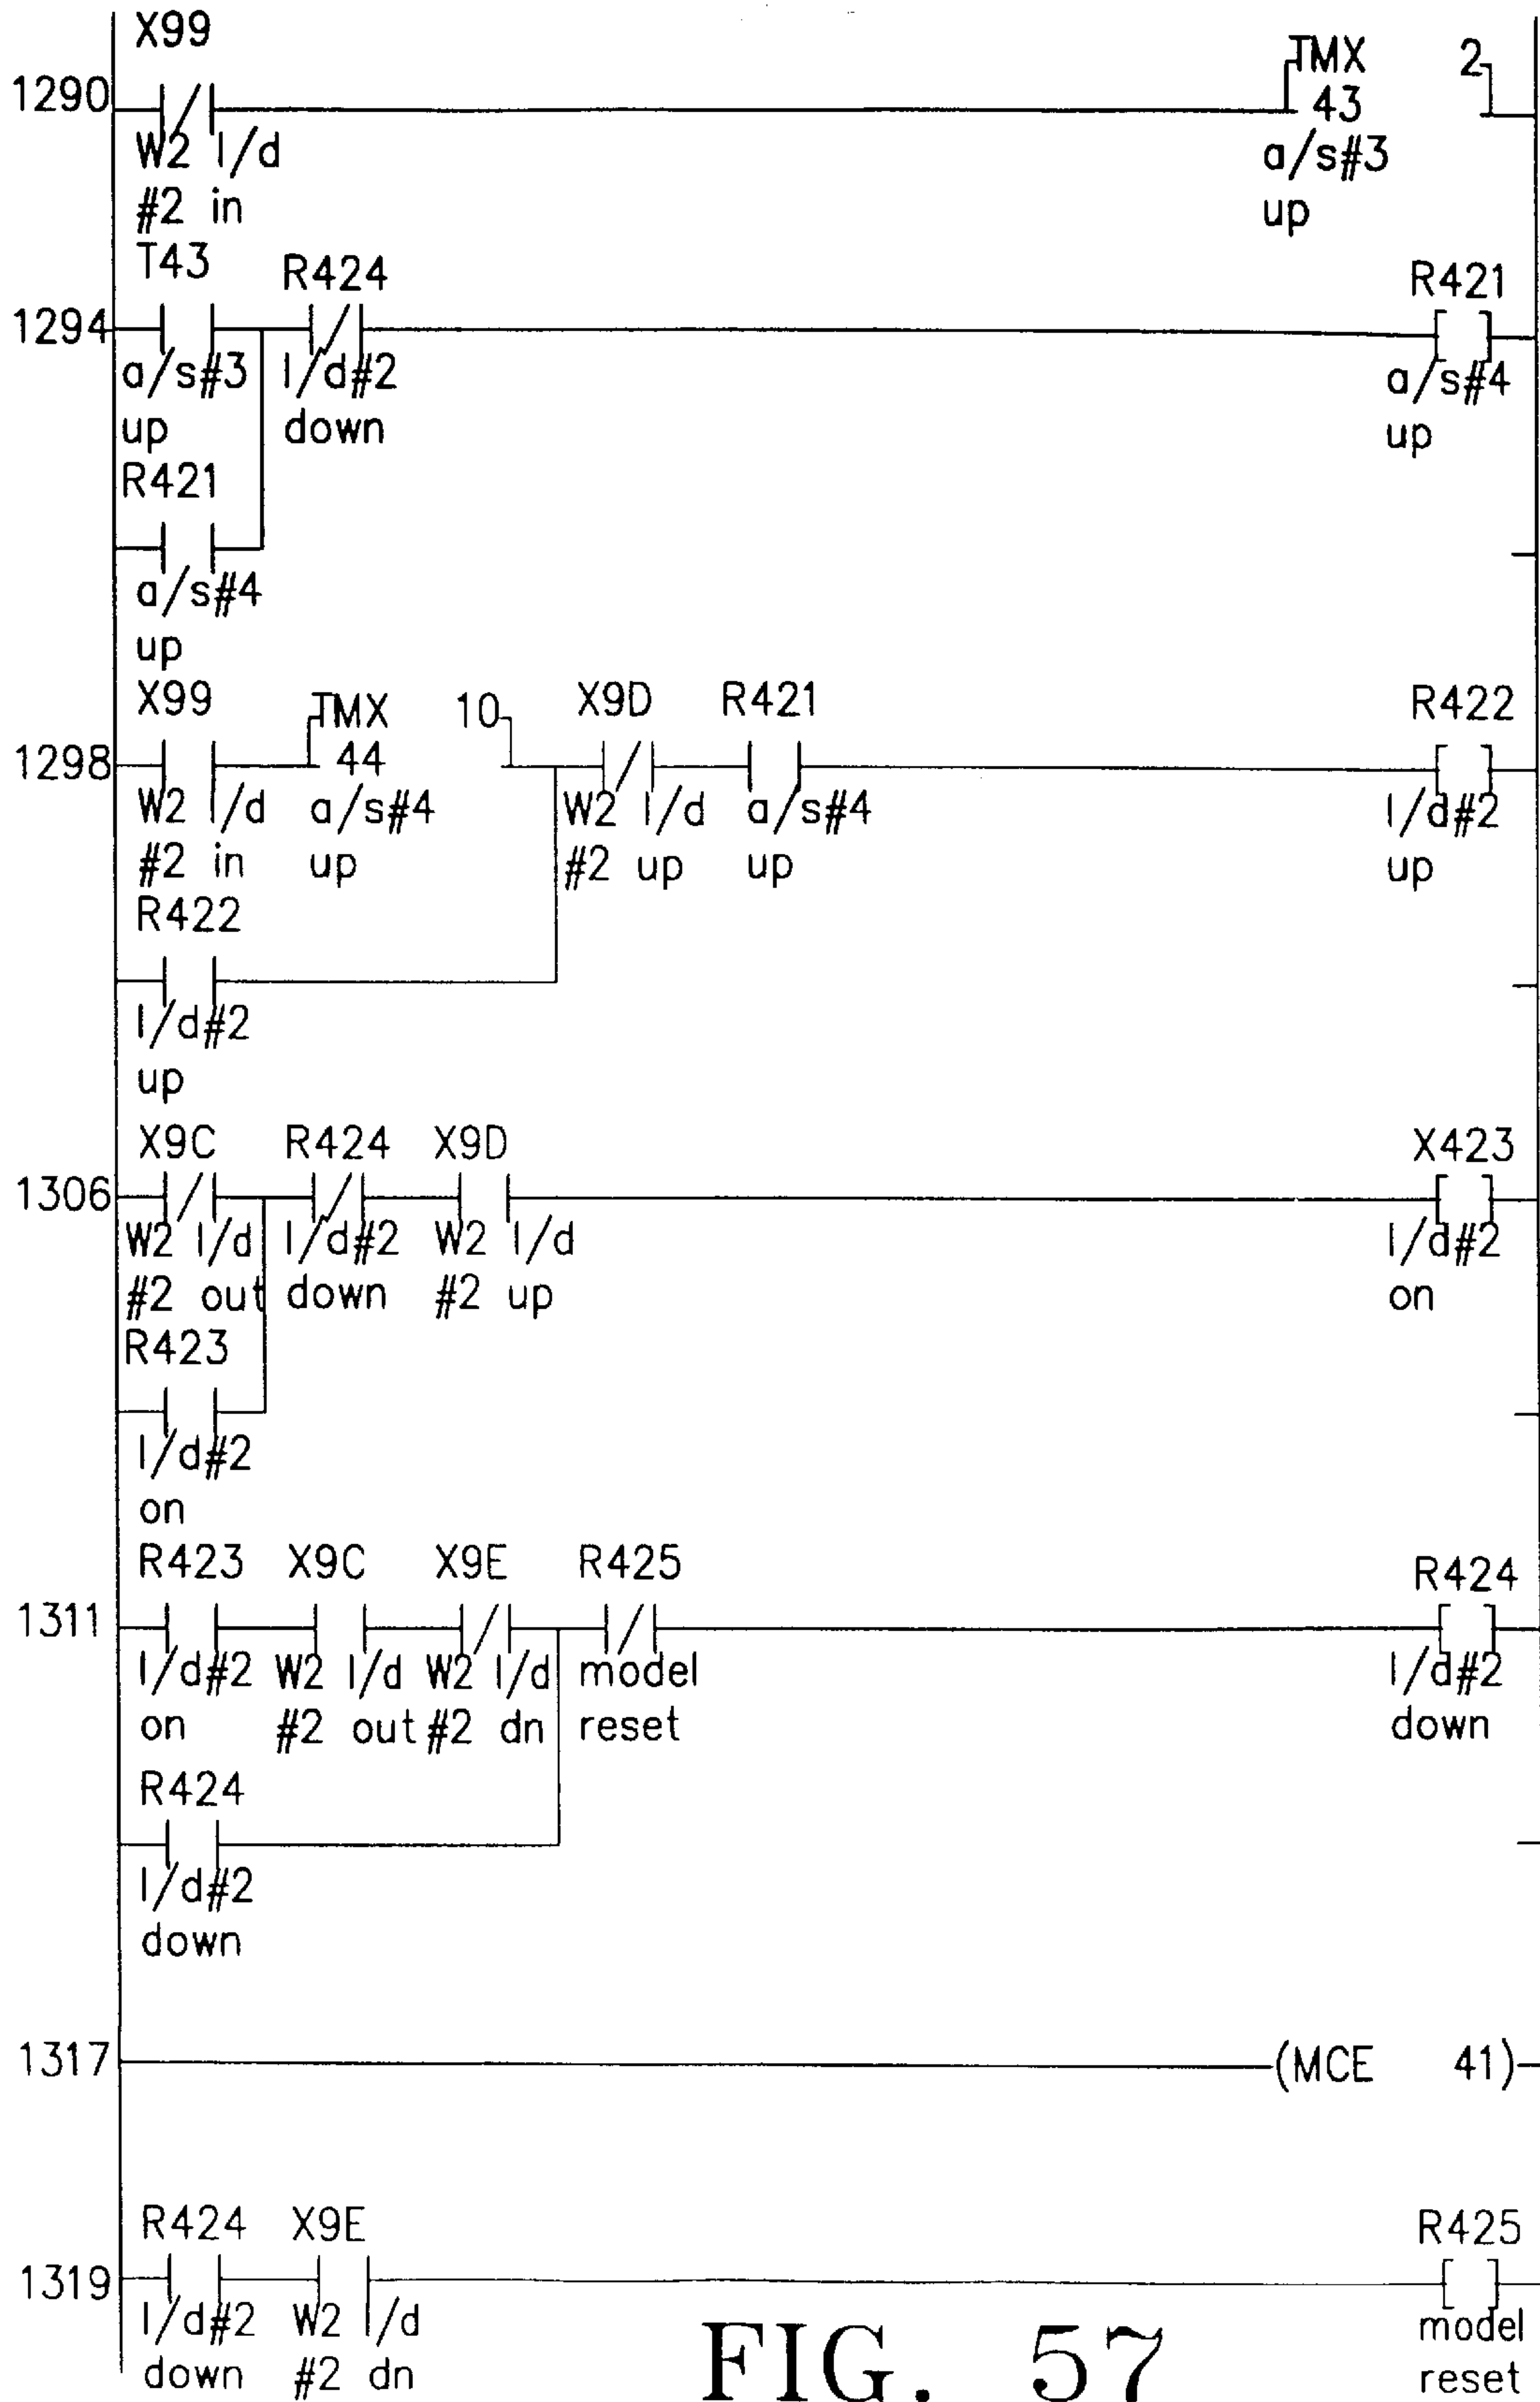 X99
TMX 2
1290 43
W2 l/d a/s#3
#2 in up
T43 R424 R421
1294
a/s#3 l/d#2 a/s#4
up down up
R421
a/s#4
up
X99 TMX 10 X9D R421 R422
1298 44
W2 l/d a/s#4 W2 l/d a/s#4 l/d#2
#2 in up #2 up up up
R422
l/d#2
up
X9C R424 X9D X423
1306
W2 l/d l/d#2 W2 l/d l/d#2
#2 out down #2 up on
R423
l/d#2
on
R423 X9C X9E R425 R424
1311
l/d#2 W2 l/d W2 l/d model l/d#2
on #2 out #2 dn reset down
R424
l/d#2
down
1317 (MCE 41)
R424 X9E R425
1319
l/d#2 W2 l/d model
down #2 dn reset
FIG. 57